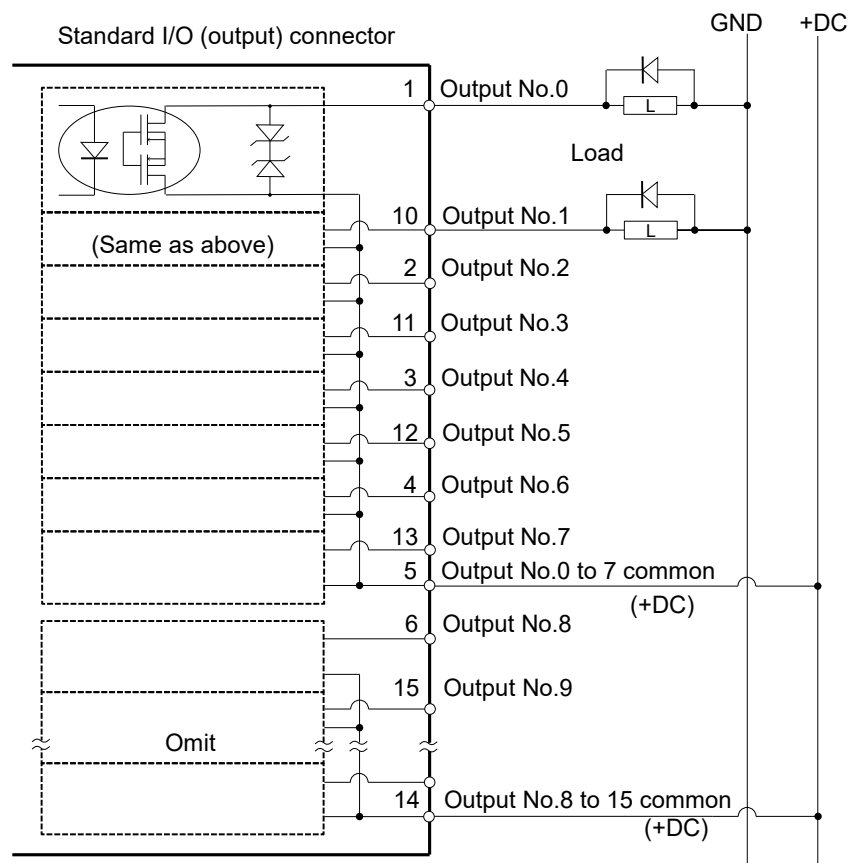 GND +DC
Standard I/O (output) connector
1 Output No.0
L
Load
10 Output No.1
L
(Same as above)
2 Output No.2
11 Output No.3
3 Output No.4
12 Output No.5
4 Output No.6
13 Output No.7
5 Output No.0 to 7 common
(+DC)
6 Output No.8
15 Output No.9
Omit
14 Output No.8 to 15 common
(+DC)